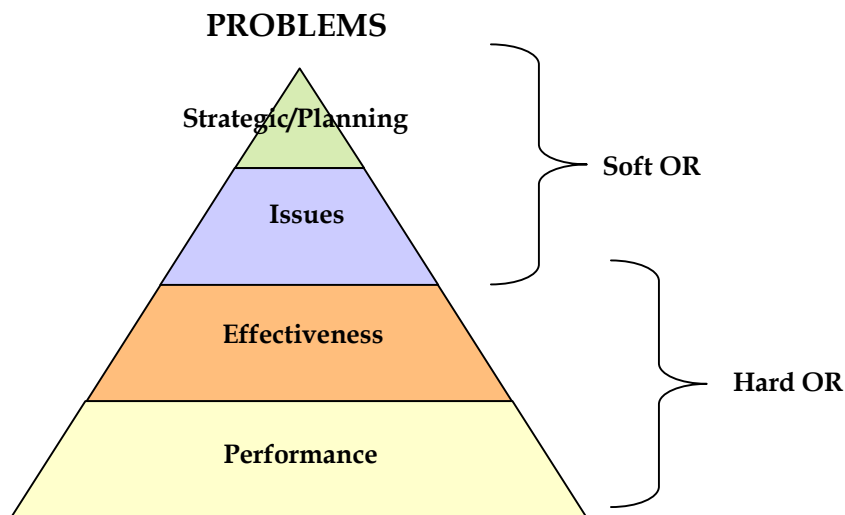 PROBLEMS
Strategic/Planning
Soft OR
Issues
Effectiveness
Hard OR
Performance